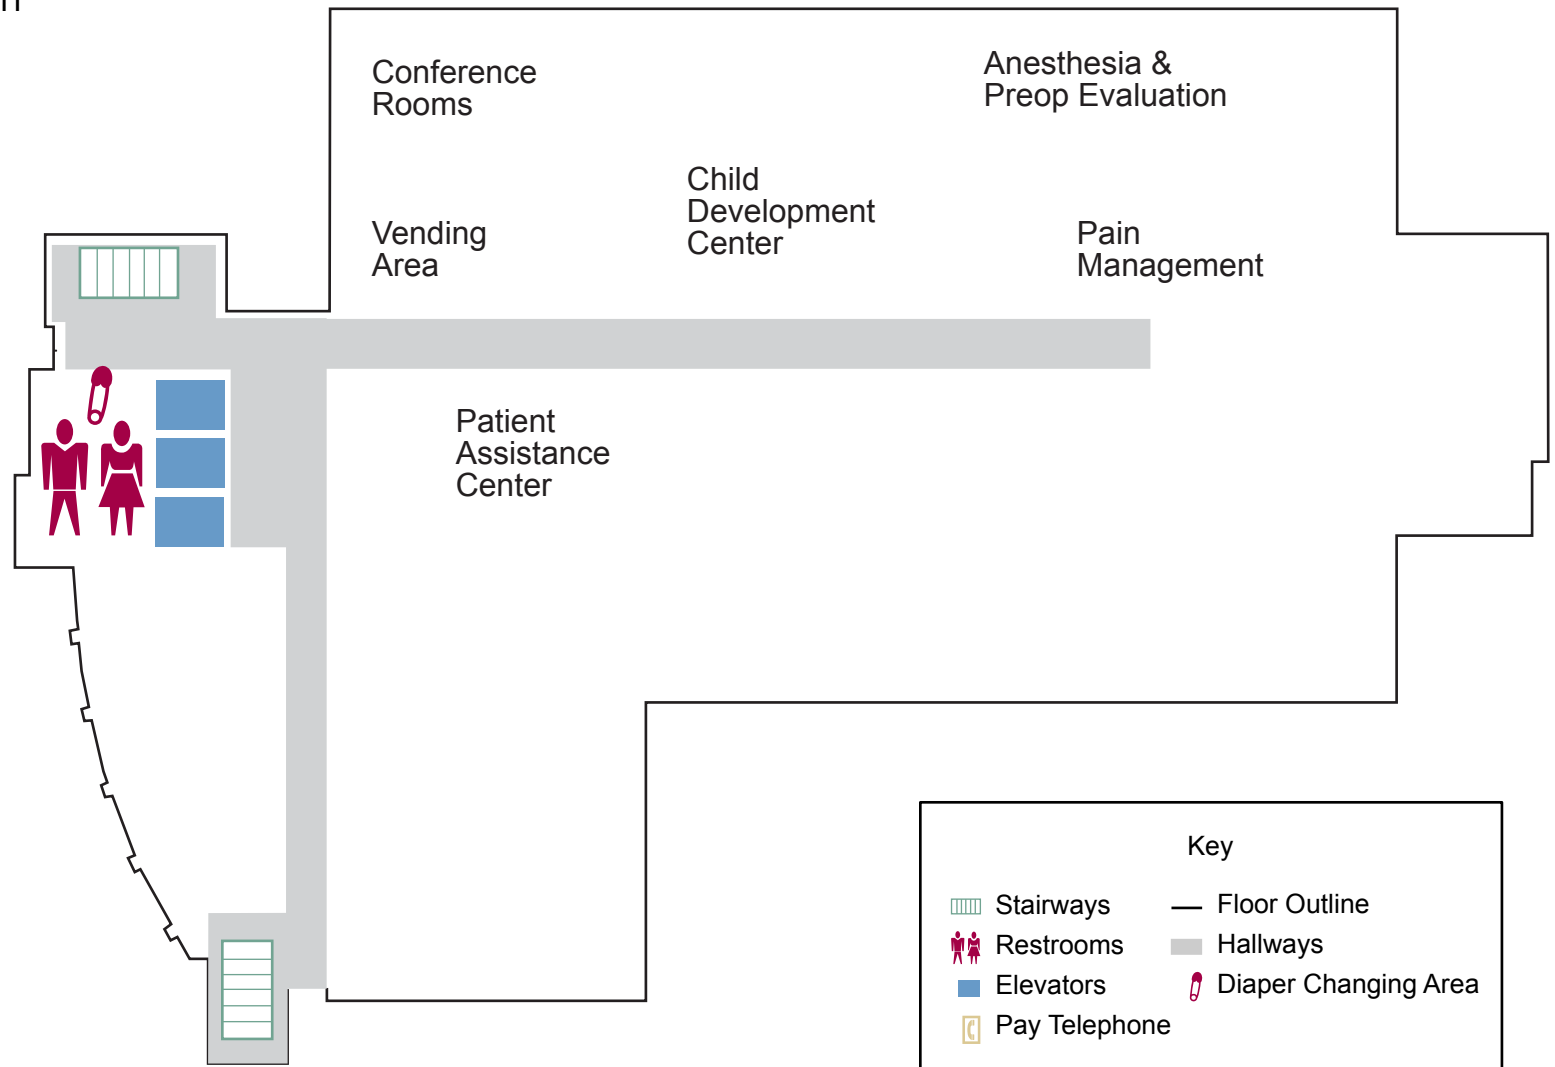 Conference
Rooms
Anesthesia &
Preop Evaluation
Child
Development
Center
Vending
Area
Pain
Management
Patient
Assistance
Center
Key
Stairways
Floor Outline
Restrooms
Hallways
Elevators
Diaper Changing Area
Pay Telephone